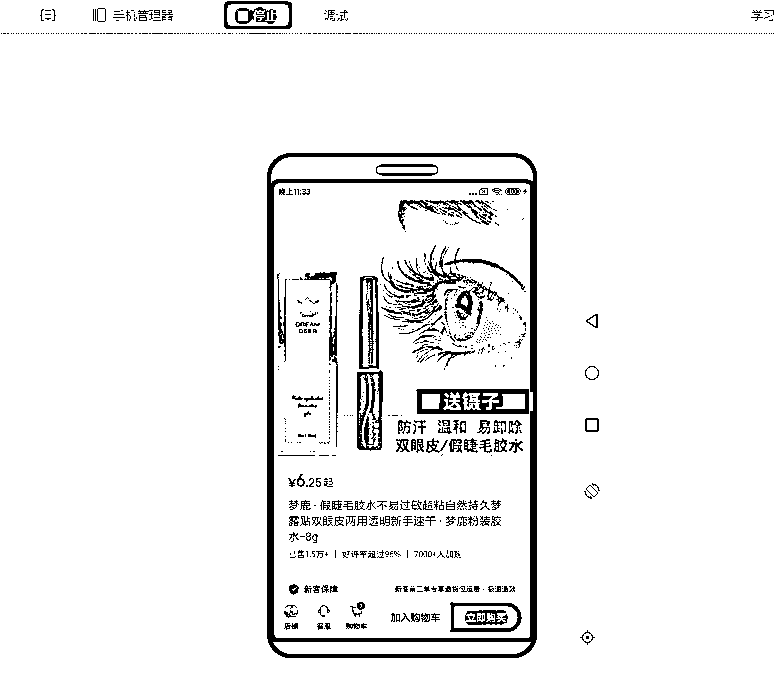 手机管理器
停止
调试
学习
晚上11:33
DREAM
DEER
送镊子
防汗 温和 易卸除
双眼皮/假睫毛胶水
¥6.25起
梦鹿·假睫毛胶水不易过敏超粘自然持久梦
露贴双眼皮两用透明新手速干·梦鹿粉装胶
水-8g
已售1.5万+ | 好评率超过96% | 7000+人加购
新客保障
店铺
客服
购物车
加入购物车
立即购买